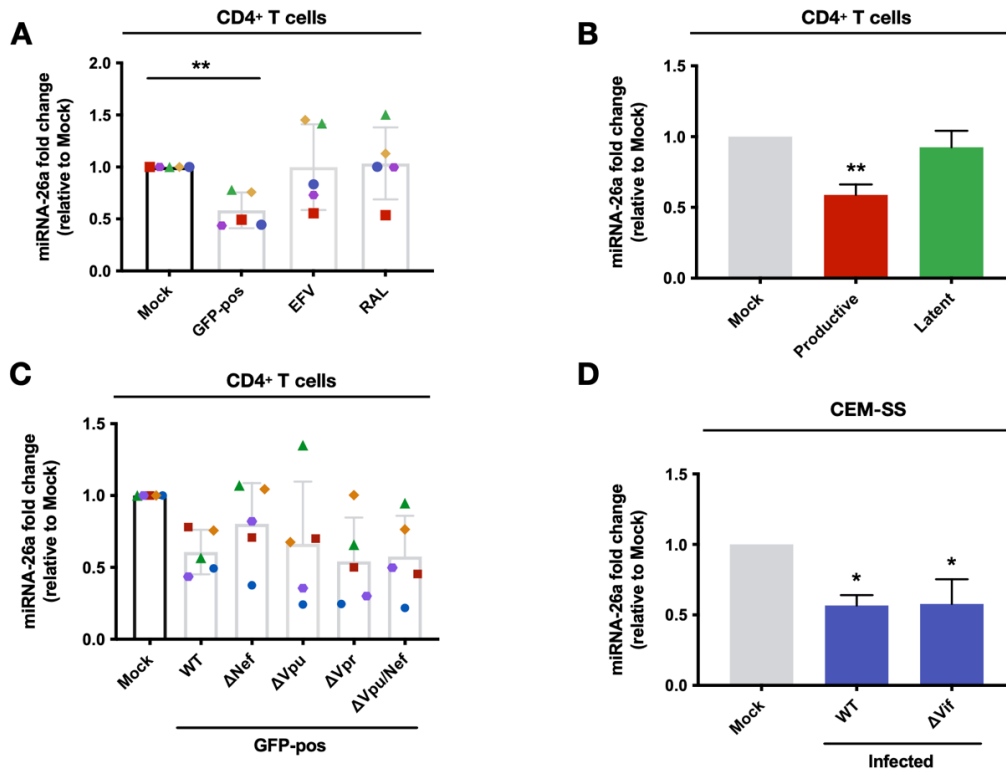 A
CD4+ T cells
miRNA-26a fold change
(relative to Mock)
2.0
1.5
1.0
0.5
0.0
**
Mock
GFP-pos
EFV
RAL
B
CD4+ T cells
miRNA-26a fold change
(relative to Mock)
1.5
1.0
0.5
0.0
**
Mock
Productive
Latent
C
CD4+ T cells
miRNA-26a fold change
(relative to Mock)
1.5
1.0
0.5
0.0
Mock
WT
ΔNef
ΔVpu
ΔVpr
ΔVpu/Nef
GFP-pos
D
CEM-SS
miRNA-26a fold change
(relative to Mock)
1.5
1.0
0.5
0.0
*
*
Mock
WT
ΔVif
Infected